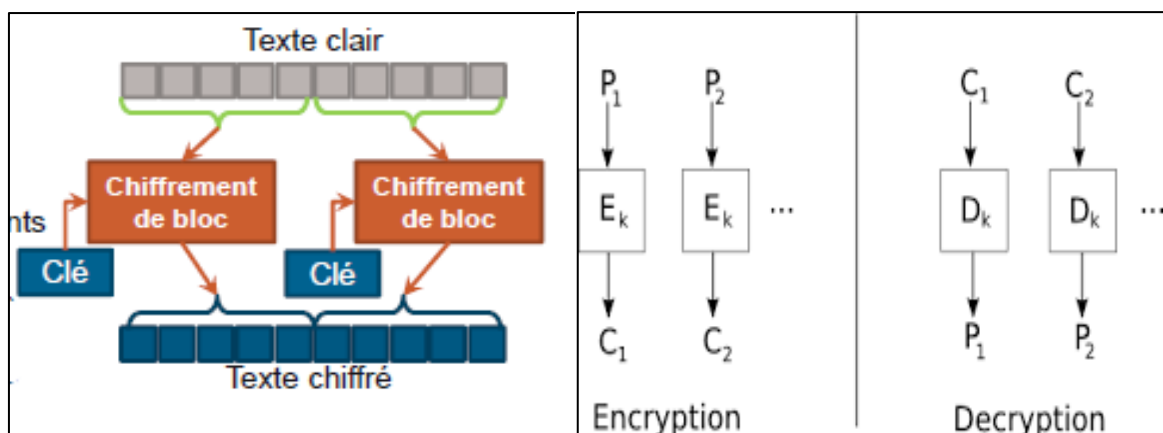 Texte clair
Chiffrement
de bloc
Chiffrement
de bloc
nts
Clé
Clé
Texte chiffré
P1 P2
Ek Ek ...
C1 C2
Encryption
C1 C2
Dk Dk ...
P1 P2
Decryption